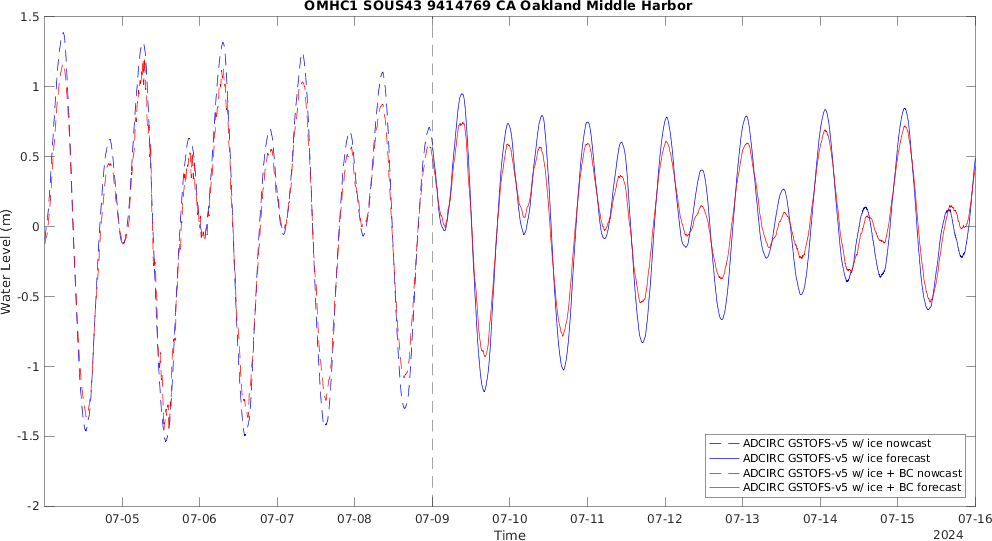 OMHC1 SOUS43 9414769 CA Oakland Middle Harbor
1.5
1
0.5
0
-0.5
-1
-1.5
-2
Water Level (m)
07-05 07-06 07-07 07-08 07-09 07-10 07-11 07-12 07-13 07-14 07-15 07-16
Time
2024
ADCIRC GSTOFS-v5 w/ ice nowcast
ADCIRC GSTOFS-v5 w/ ice forecast
ADCIRC GSTOFS-v5 w/ ice + BC nowcast
ADCIRC GSTOFS-v5 w/ ice + BC forecast